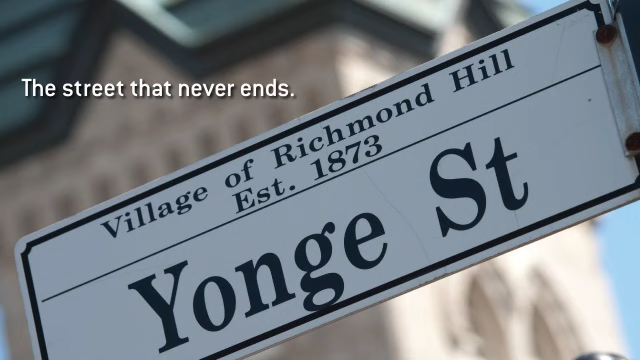 The street that never ends.
Village of Richmond Hill
Est. 1873
Yonge St